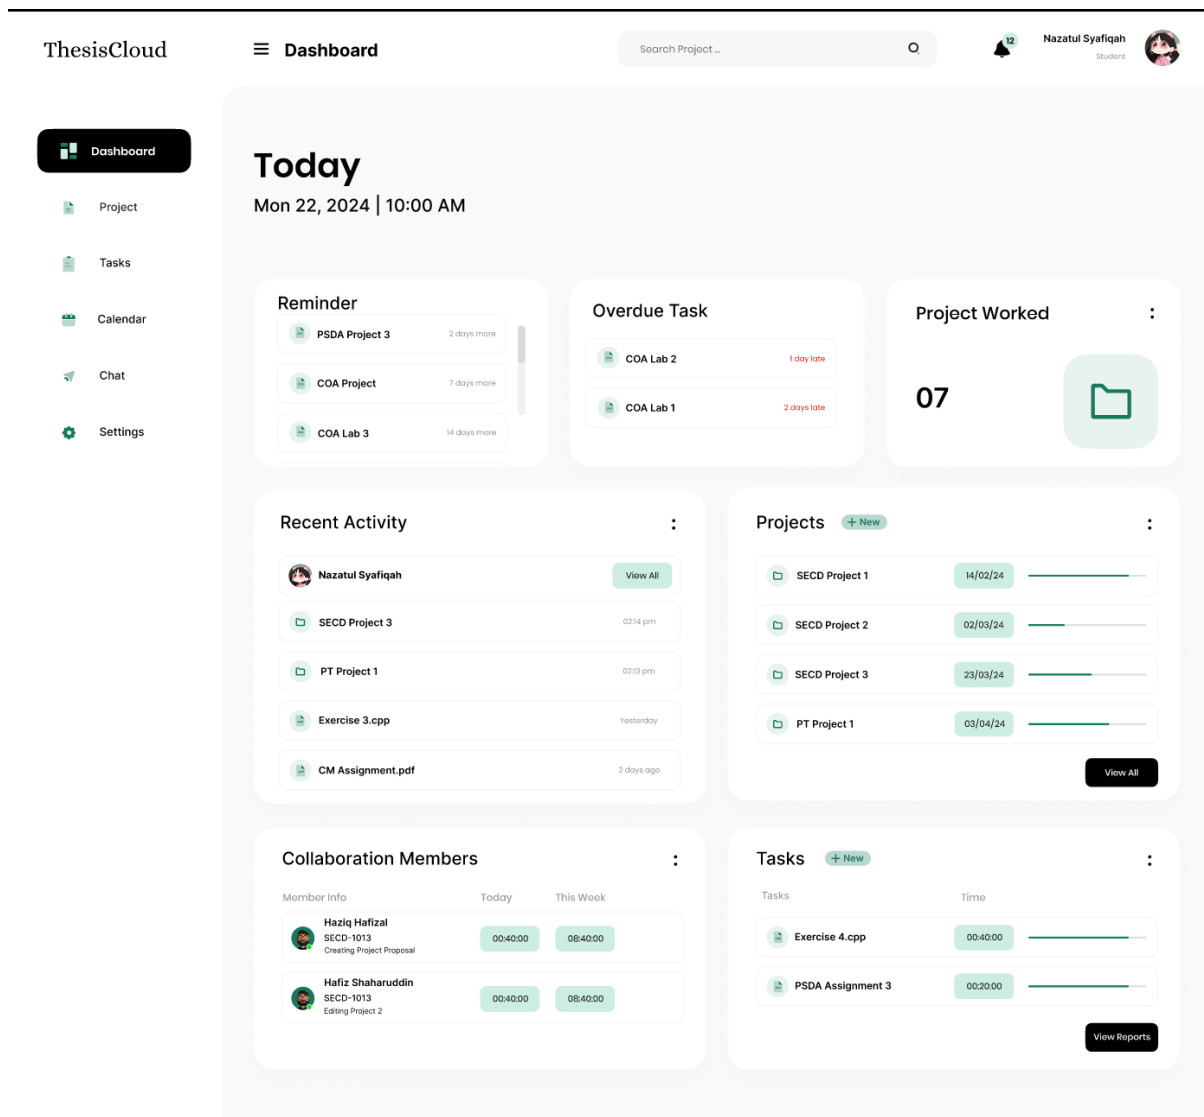 ThesisCloud
Dashboard
Search Project ...
12
Nazatul Syafiqah
Student
Dashboard
Project
Tasks
Calendar
Chat
Settings
Today
Mon 22, 2024 | 10:00 AM
Reminder
PSDA Project 3 2 days more
COA Project 7 days more
COA Lab 3 14 days more
Overdue Task
COA Lab 2 1 day late
COA Lab 1 2 days late
Project Worked
07
Recent Activity
Nazatul Syafiqah View All
SECD Project 3 02:14 pm
PT Project 1 02:13 pm
Exercise 3.cpp Yesterday
CM Assignment.pdf 2 days ago
Projects + New
SECD Project 1 14/02/24
SECD Project 2 02/03/24
SECD Project 3 23/03/24
PT Project 1 03/04/24
View All
Collaboration Members
Member Info Today This Week
Haziq Hafizal
SECD-1013 00:40:00 08:40:00
Creating Project Proposal
Hafiz Shaharuddin
SECD-1013 00:40:00 08:40:00
Editing Project 2
Tasks + New
Tasks Time
Exercise 4.cpp 00:40:00
PSDA Assignment 3 00:20:00
View Reports